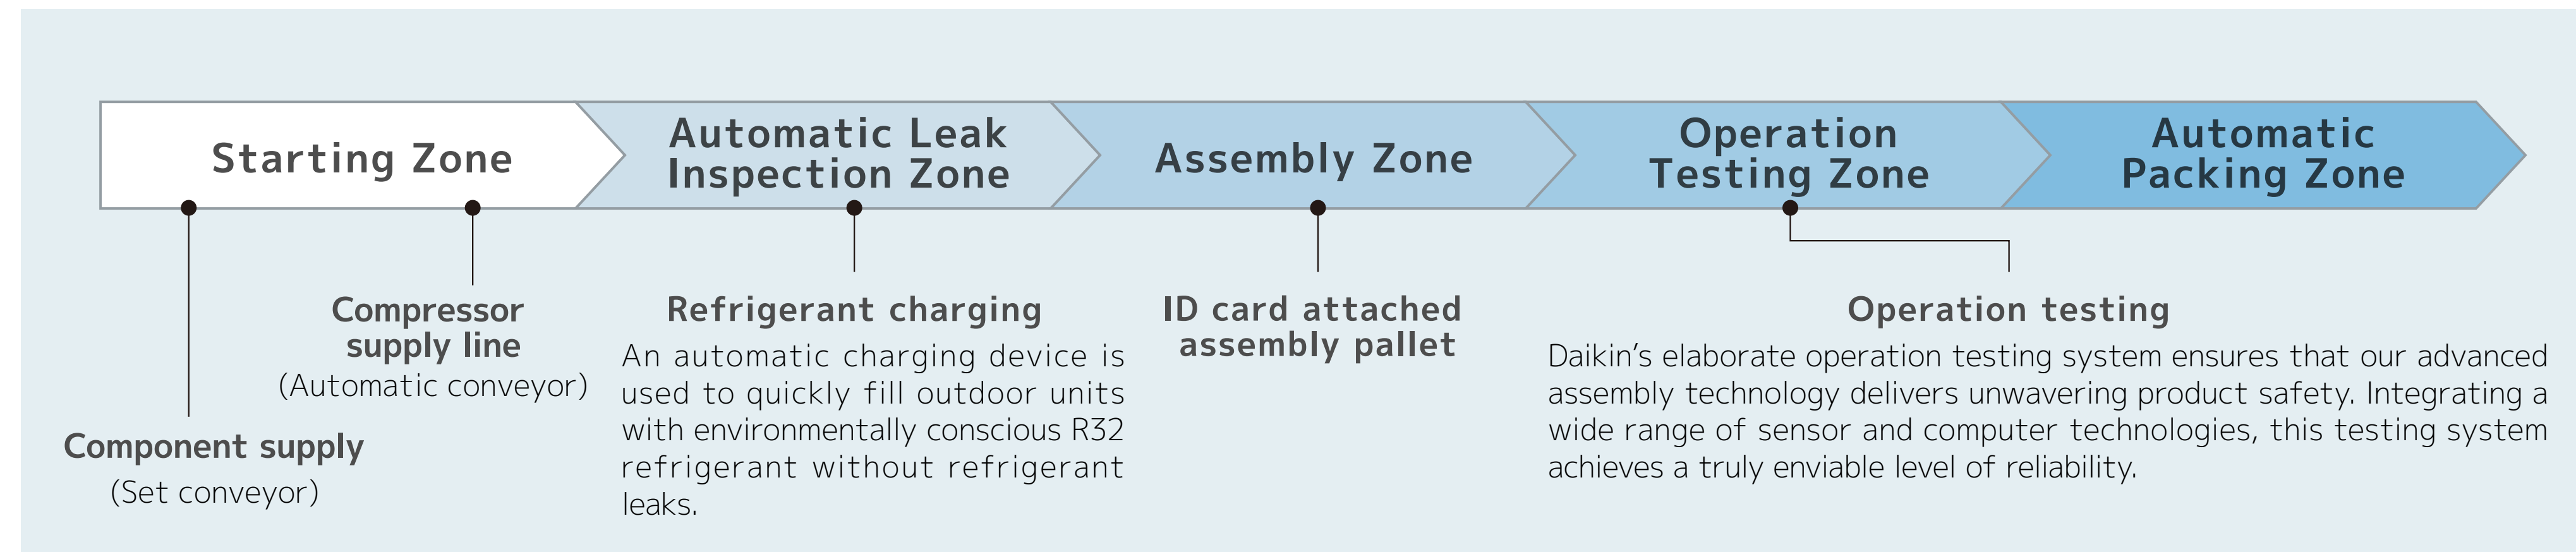 Starting Zone
Automatic Leak
Inspection Zone
Assembly Zone
Operation
Testing Zone
Automatic
Packing Zone
Component supply
(Set conveyor)
Compressor
supply line
(Automatic conveyor)
Refrigerant charging
An automatic charging device is
used to quickly fill outdoor units
with environmentally conscious R32
refrigerant without refrigerant
leaks.
ID card attached
assembly pallet
Operation testing
Daikin’s elaborate operation testing system ensures that our advanced
assembly technology delivers unwavering product safety. Integrating a
wide range of sensor and computer technologies, this testing system
achieves a truly enviable level of reliability.